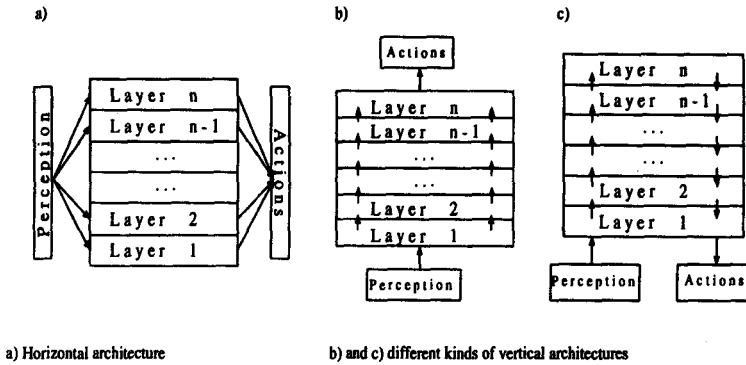 a)
Perception
Layer n
Layer n-1
...
...
Layer 2
Layer 1
Actions
b)
Actions
Layer n
Layer n-1
...
...
Layer 2
Layer 1
Perception
c)
Layer n
Layer n-1
...
...
Layer 2
Layer 1
Perception
Actions
a) Horizontal architecture
b) and c) different kinds of vertical architectures